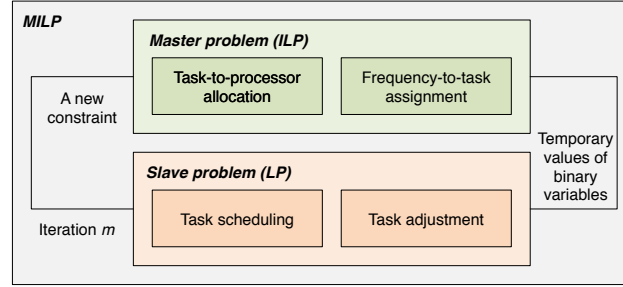 MILP
Master problem (ILP)
Task-to-processor
allocation
Frequency-to-task
assignment
A new
constraint
Temporary
values of
binary
variables
Slave problem (LP)
Task scheduling
Task adjustment
Iteration m